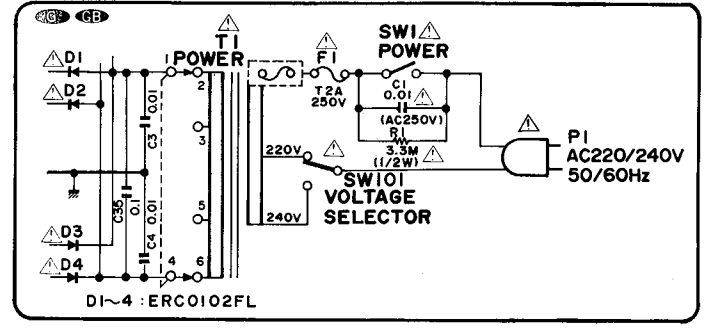 G GB
D1
D2
0.01
C3
C35
0.1
0.01
C4
D3
D4
D1~4 : ERC0102FL
1
2
3
5
4
6
T1
POWER
F1
T2A
250V
SW1
POWER
C1
0.01
(AC250V)
R1
3.3M
(1/2W)
220V
240V
SW101
VOLTAGE
SELECTOR
P1
AC220/240V
50/60Hz